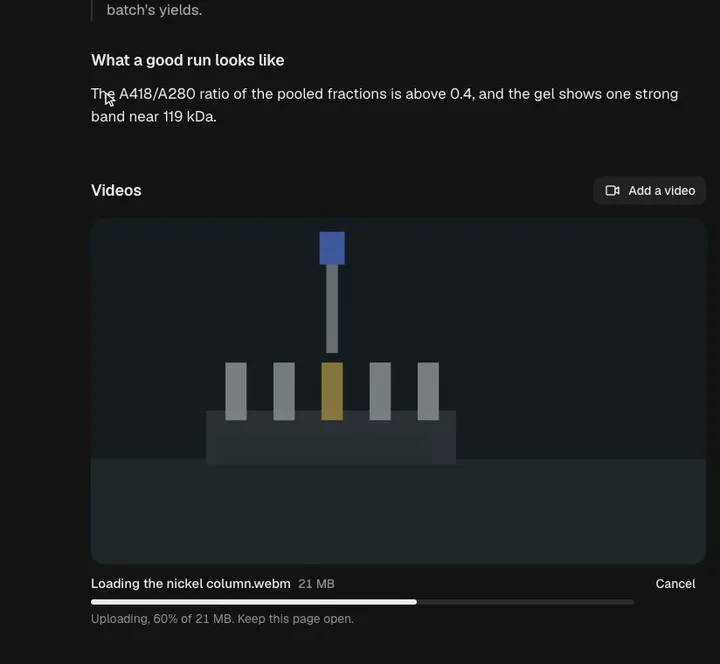 batch's yields.
What a good run looks like
The A418/A280 ratio of the pooled fractions is above 0.4, and the gel shows one strong
band near 119 kDa.
Videos
Add a video
Loading the nickel column.webm 21 MB
Cancel
Uploading, 60% of 21 MB. Keep this page open.